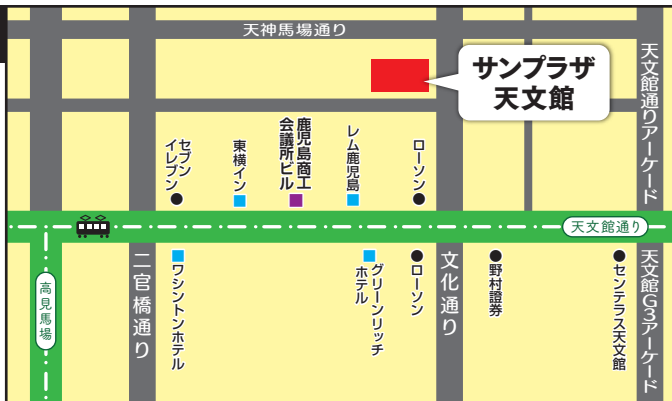 天神馬場通り
サンプラザ
天文館
天文館通りアーケード
セブン
イレブン
東横イン
鹿児島商工
会議所ビル
レム鹿児島
ローソン
天文館通り
高見馬場
二官橋通り
ワシントンホテル
グリーンリッチ
ホテル
ローソン
文化通り
野村證券
センテラス天文館
天文館G3アーケード